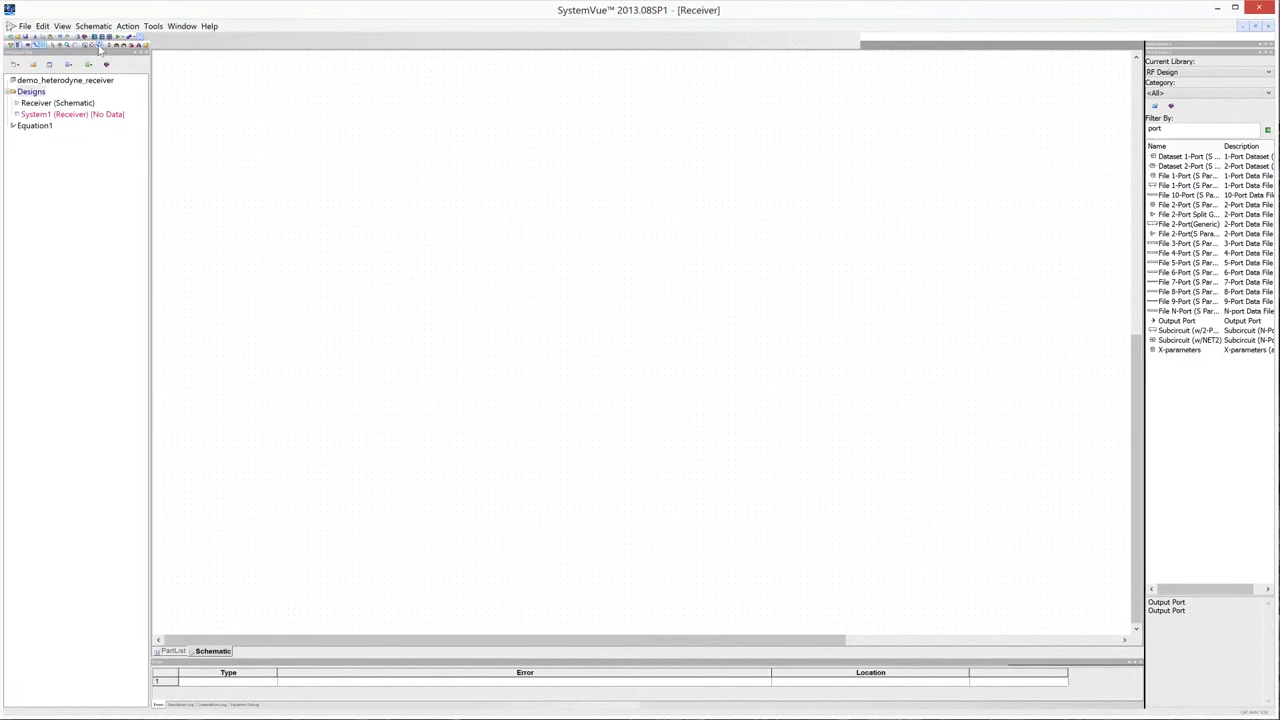 SystemVue™ 2013.08SP1 - [Receiver]
File Edit View Schematic Action Tools Window Help
demo_heterodyne_receiver
Designs
Receiver (Schematic)
System1 (Receiver) [No Data]
Equation1
Current Library:
RF Design
Category:
<All>
Filter By:
port
Name Description
Dataset 1-Port (S ... 1-Port Dataset (
Dataset 2-Port (S ... 2-Port Dataset (
File 1-Port (S Par... 1-Port Data File
File 1-Port (S Par... 1-Port Data File
File 10-Port (S Pa... 10-Port Data File
File 2-Port (S Par... 2-Port Data File
File 2-Port Split G... 2-Port Data File
File 2-Port(Generic) 2-Port Data File
File 2-Port(S Para... 2-Port Data File
File 3-Port (S Par... 3-Port Data File
File 4-Port (S Par... 4-Port Data File
File 5-Port (S Par... 5-Port Data File
File 6-Port (S Par... 6-Port Data File
File 7-Port (S Par... 7-Port Data File
File 8-Port (S Par... 8-Port Data File
File 9-Port (S Par... 9-Port Data File
File N-Port (S Par... N-port Data File
Output Port Output Port
Subcircuit (w/2-P... Subcircuit (N-Po
Subcircuit (w/NET2) Subcircuit (N-Po
X-parameters X-parameters (a
Output Port
Output Port
PartList Schematic
Type Error Location
1
Errors Simulation Log Compilation Log Equation Debug